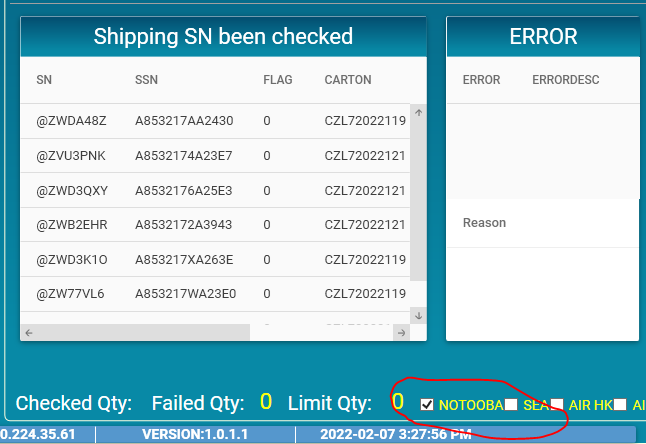 Shipping SN been checked
ERROR
SN SSN FLAG CARTON
ERROR ERRORDESC
@ZWDA48Z A853217AA2430 0 CZL72022119
@ZVU3PNK A8532174A23E7 0 CZL72022121
@ZWD3QXY A8532176A25E3 0 CZL72022121
@ZWB2EHR A8532172A3943 0 CZL72022121
@ZWD3K1O A853217XA263E 0 CZL72022119
@ZW77VL6 A853217WA23E0 0 CZL72022119
Reason
Checked Qty: Failed Qty: 0 Limit Qty: 0 NOTOOBA SEA AIR HK AI
0.224.35.61 VERSION:1.0.1.1 2022-02-07 3:27:56 PM